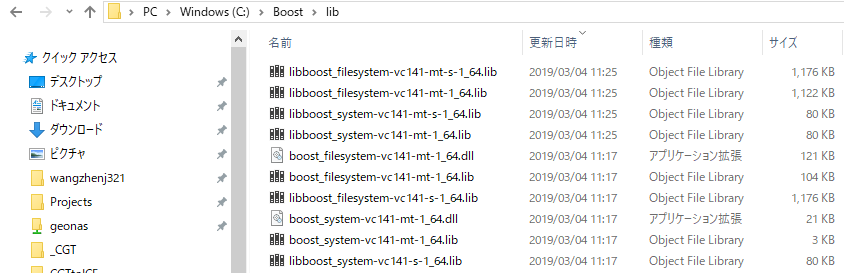 PC > Windows (C:) > Boost > lib
名前 更新日時 種類 サイズ
クイック アクセス
デスクトップ
ドキュメント
ダウンロード
ピクチャ
wangzhenj321
Projects
geonas
_CGT
CGTtoICF
libboost_filesystem-vc141-mt-s-1_64.lib 2019/03/04 11:25 Object File Library 1,176 KB
libboost_filesystem-vc141-mt-1_64.lib 2019/03/04 11:25 Object File Library 1,122 KB
libboost_system-vc141-mt-s-1_64.lib 2019/03/04 11:25 Object File Library 80 KB
libboost_system-vc141-mt-1_64.lib 2019/03/04 11:25 Object File Library 80 KB
boost_filesystem-vc141-mt-1_64.dll 2019/03/04 11:17 アプリケーション拡張 121 KB
boost_filesystem-vc141-mt-1_64.lib 2019/03/04 11:17 Object File Library 104 KB
libboost_filesystem-vc141-s-1_64.lib 2019/03/04 11:17 Object File Library 1,176 KB
boost_system-vc141-mt-1_64.dll 2019/03/04 11:17 アプリケーション拡張 21 KB
boost_system-vc141-mt-1_64.lib 2019/03/04 11:17 Object File Library 3 KB
libboost_system-vc141-s-1_64.lib 2019/03/04 11:17 Object File Library 80 KB